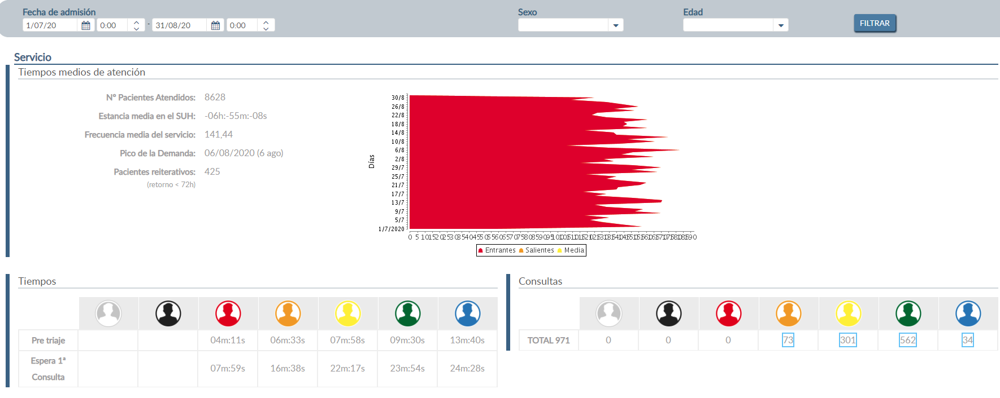 Fecha de admisión
Sexo
Edad
1/07/20 0:00 - 31/08/20 0:00
FILTRAR
Servicio
Tiempos medios de atención
Nº Pacientes Atendidos: 8628
Estancia media en el SUH: -06h:-55m:-08s
Frecuencia media del servicio: 141,44
Pico de la Demanda: 06/08/2020 (6 ago)
Pacientes reiterativos: 425
(retorno < 72h)
Días
30/8
26/8
22/8
18/8
14/8
10/8
6/8
2/8
29/7
25/7
21/7
17/7
13/7
9/7
5/7
1/7/2020
0 5 10 15 20 25 30 35 40 45 50 55 60 65 70 75 80 85 90 95 100 105 110 115 120 125 130 135 140 145 150 155 160 165 170 175 180 185 190
Entrantes Salientes Media
Tiempos
Pre triaje 04m:11s 06m:33s 07m:58s 09m:30s 13m:40s
Espera 1ª
Consulta
07m:59s 16m:38s 22m:17s 23m:54s 24m:28s
Consultas
TOTAL 971 0 0 0 73 301 562 34